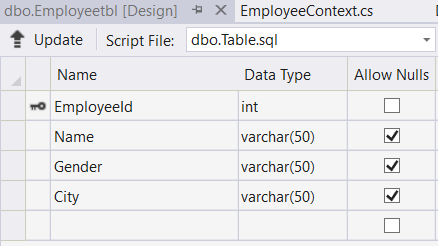 dbo.Employeetbl [Design] EmployeeContext.cs
Update Script File: dbo.Table.sql
Name Data Type Allow Nulls
EmployeeId int
Name varchar(50)
Gender varchar(50)
City varchar(50)